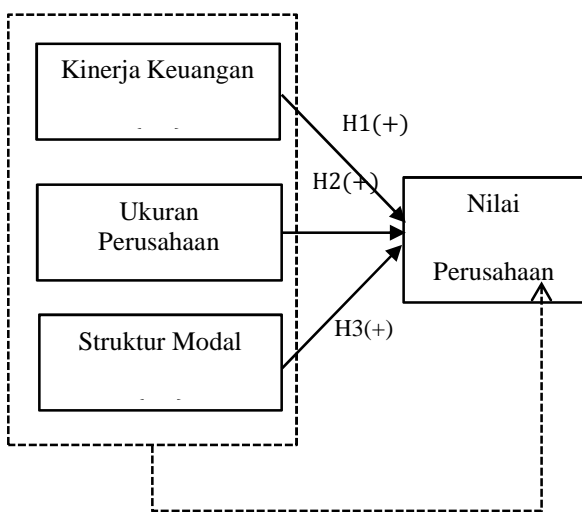 Kinerja Keuangan
H1(+)
H2(+)
Ukuran
Perusahaan
Nilai
Perusahaan
Struktur Modal
H3(+)